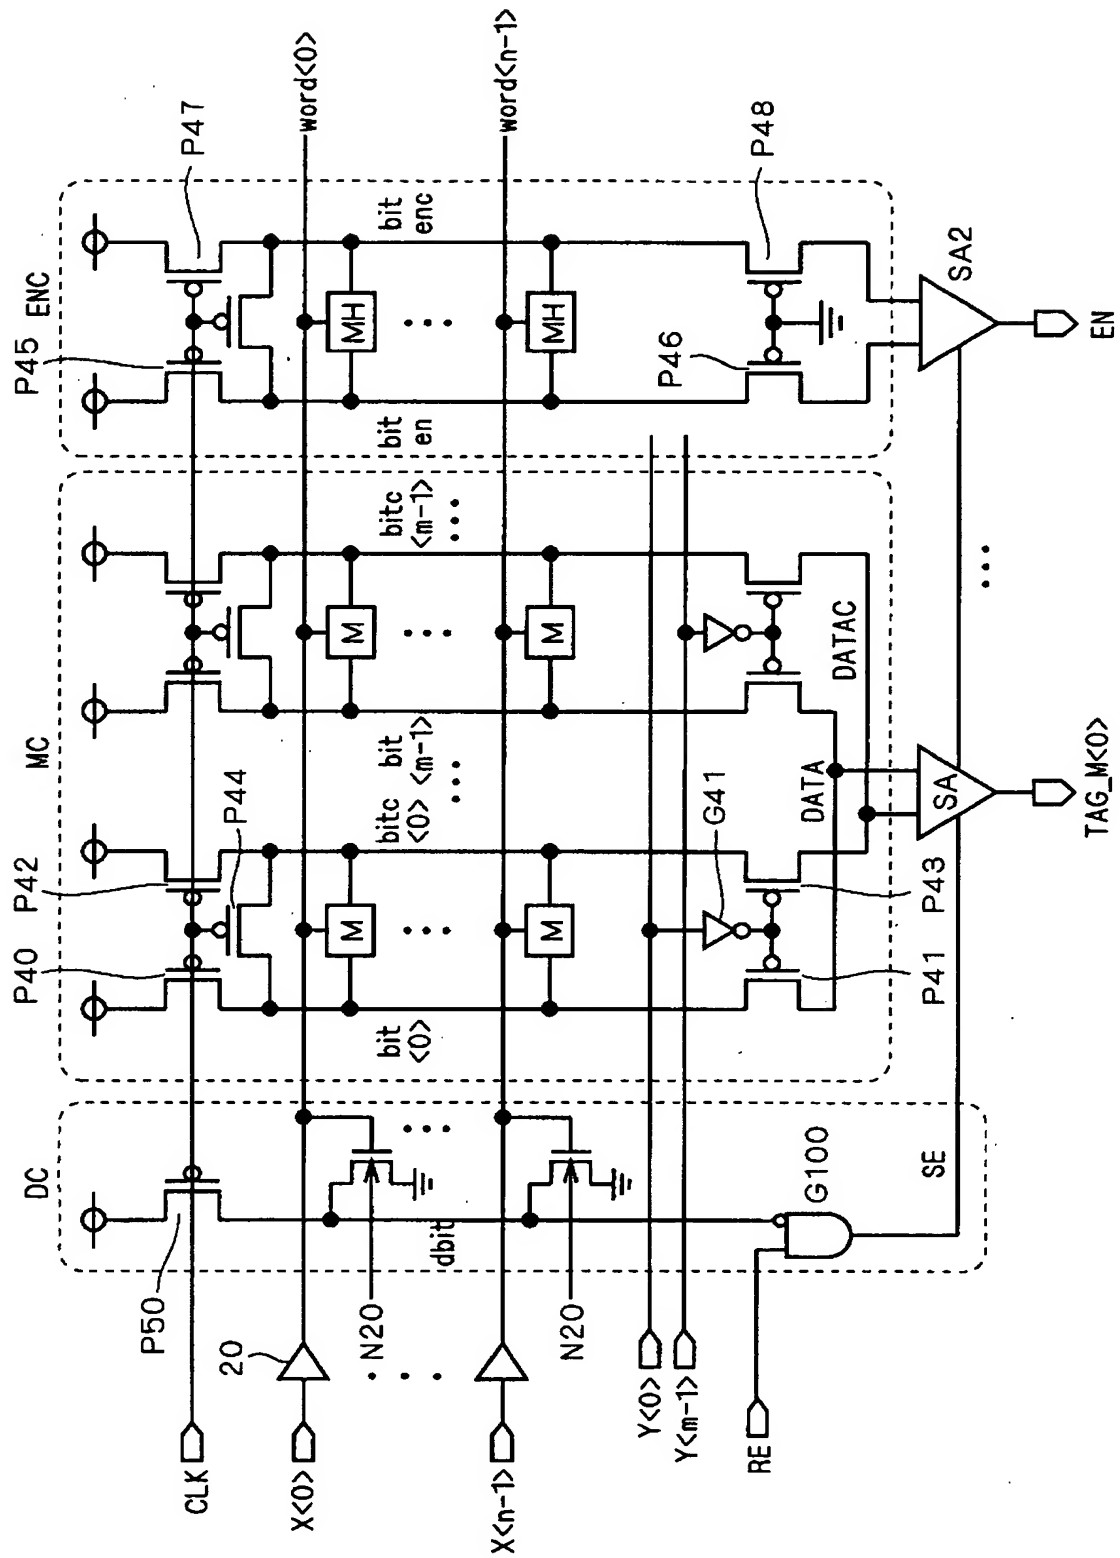 DC
MC
ENC
P50
P40
P42
P44
P45
P47
CLK
20
X<0>
word<0>
N20
dbit
bit
<0>
bitc
<0>
bit
<m-1>
bitc
<m-1>
bit
en
bit
enc
M
M
MH
M
M
MH
X<n-1>
word<n-1>
N20
Y<0>
Y<m-1>
RE
G100
SE
G41
P41
P43
DATA
DATAC
P46
P48
SA
SA2
TAG_M<0>
EN